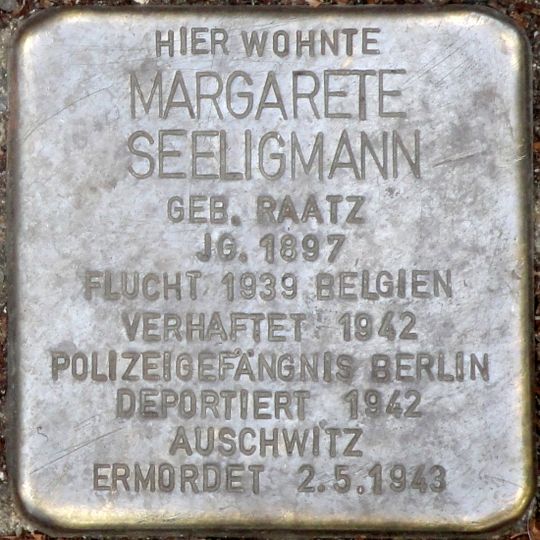 HIER WOHNTE
MARGARETE
SEELIGMANN
GEB. RAATZ
JG. 1897
FLUCHT 1939 BELGIEN
VERHAFTET 1942
POLIZEIGEFÄNGNIS BERLIN
DEPORTIERT 1942
AUSCHWITZ
ERMORDET 2.5.1943